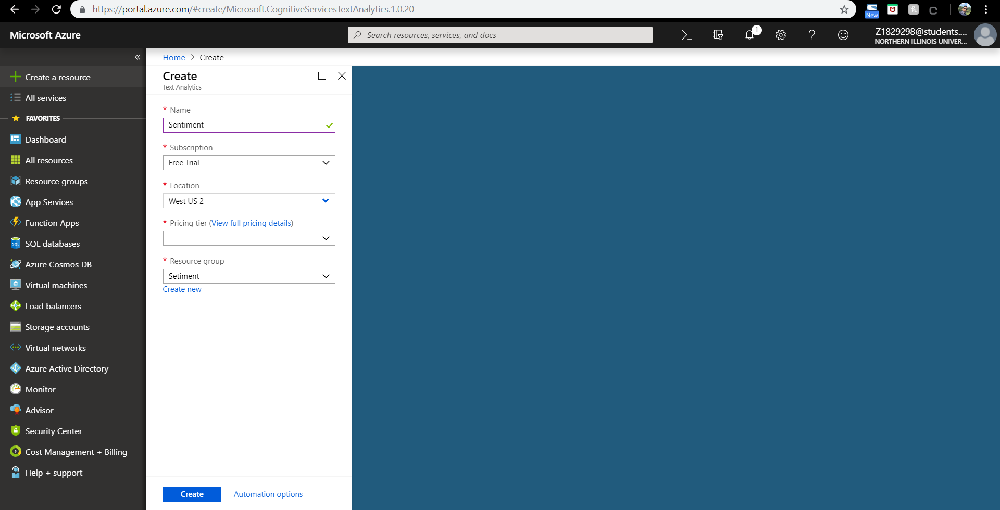 https://portal.azure.com/#create/Microsoft.CognitiveServicesTextAnalytics.1.0.20
New
Microsoft Azure
Search resources, services, and docs
1
Z1829298@students....
NORTHERN ILLINOIS UNIVER...
Home > Create
Create a resource
All services
FAVORITES
Dashboard
All resources
Resource groups
App Services
Function Apps
SQL
SQL databases
Azure Cosmos DB
Virtual machines
Load balancers
Storage accounts
Virtual networks
Azure Active Directory
Monitor
Advisor
Security Center
Cost Management + Billing
Help + support
Create
Text Analytics
* Name
Sentiment
* Subscription
Free Trial
* Location
West US 2
* Pricing tier (View full pricing details)
* Resource group
Setiment
Create new
Create
Automation options